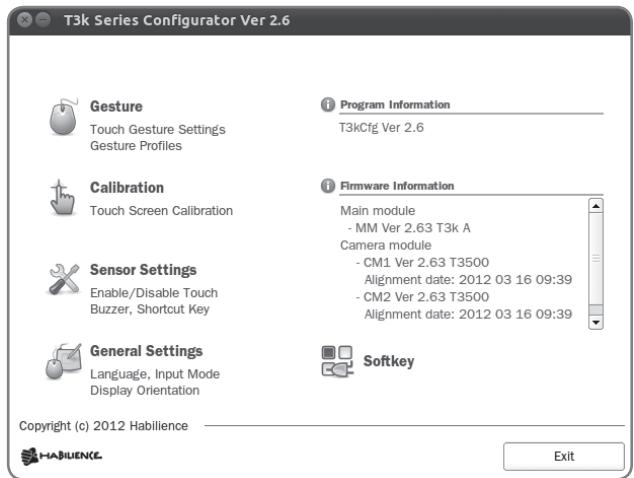 T3k Series Configurator Ver 2.6
Gesture
Touch Gesture Settings
Gesture Profiles
Calibration
Touch Screen Calibration
Sensor Settings
Enable/Disable Touch
Buzzer, Shortcut Key
General Settings
Language, Input Mode
Display Orientation
Program Information
T3kCfg Ver 2.6
Firmware Information
Main module
- MM Ver 2.63 T3k A
Camera module
- CM1 Ver 2.63 T3500
Alignment date: 2012 03 16 09:39
- CM2 Ver 2.63 T3500
Alignment date: 2012 03 16 09:39
Softkey
Copyright (c) 2012 Habilience
HABILIENCE
Exit